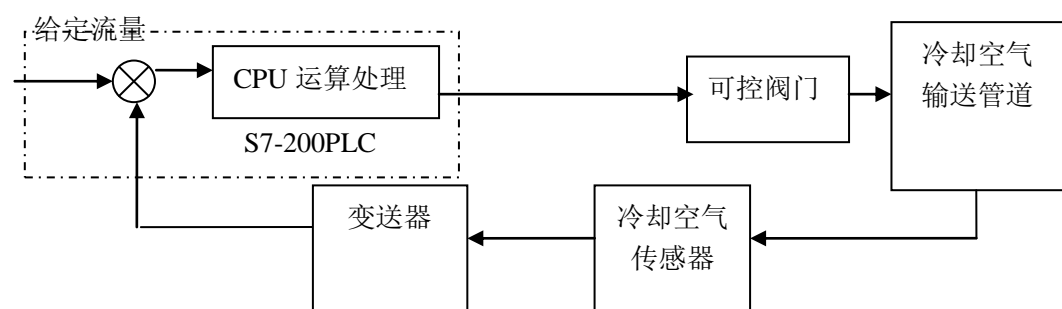 给定流量
CPU 运算处理
S7-200PLC
可控阀门
冷却空气
输送管道
变送器
冷却空气
传感器